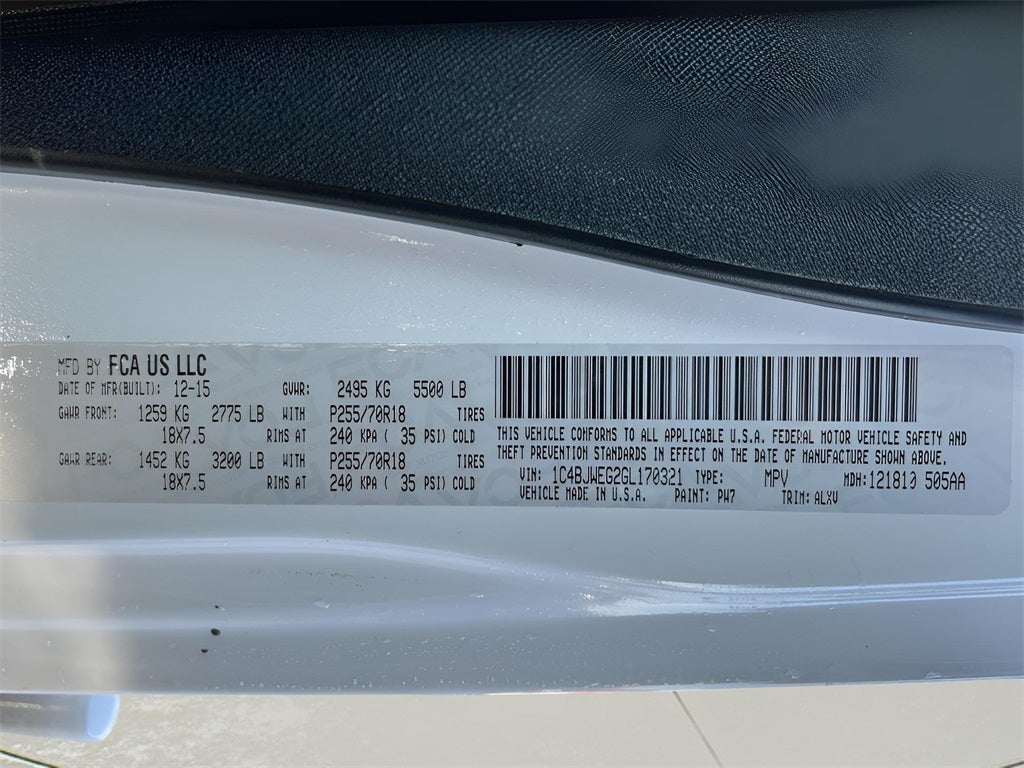 MFD BY FCA US LLC
DATE OF MFR(BUILT): 12-15 GVWR: 2495 KG 5500 LB
GAWR FRONT: 1259 KG 2775 LB WITH P255/70R18 TIRES
18X7.5 RIMS AT 240 KPA ( 35 PSI) COLD
GAWR REAR: 1452 KG 3200 LB WITH P255/70R18 TIRES
18X7.5 RIMS AT 240 KPA ( 35 PSI) COLD
THIS VEHICLE CONFORMS TO ALL APPLICABLE U.S.A. FEDERAL MOTOR VEHICLE SAFETY AND
THEFT PREVENTION STANDARDS IN EFFECT ON THE DATE OF MANUFACTURE SHOWN ABOVE.
VIN: 1C4BJWEG2GL170321 TYPE: MPV MDH:121810 505AA
VEHICLE MADE IN U.S.A. PAINT: PW7 TRIM: ALXV